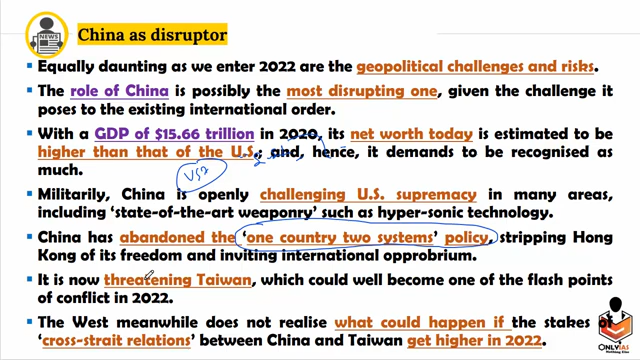 NEWS
China as disruptor
Equally daunting as we enter 2022 are the geopolitical challenges and risks.
The role of China is possibly the most disrupting one, given the challenge it
poses to the existing international order.
With a GDP of $15.66 trillion in 2020, its net worth today is estimated to be
higher than that of the U.S.; and, hence, it demands to be recognised as
much.
Militarily, China is openly challenging U.S. supremacy in many areas,
including ‘state-of-the-art weaponry’ such as hyper-sonic technology.
China has abandoned the ‘one country two systems’ policy, stripping Hong
Kong of its freedom and inviting international opprobrium.
It is now threatening Taiwan, which could well become one of the flash points
of conflict in 2022.
The West meanwhile does not realise what could happen if the stakes of
‘cross-strait relations’ between China and Taiwan get higher in 2022.
ONLYIAS